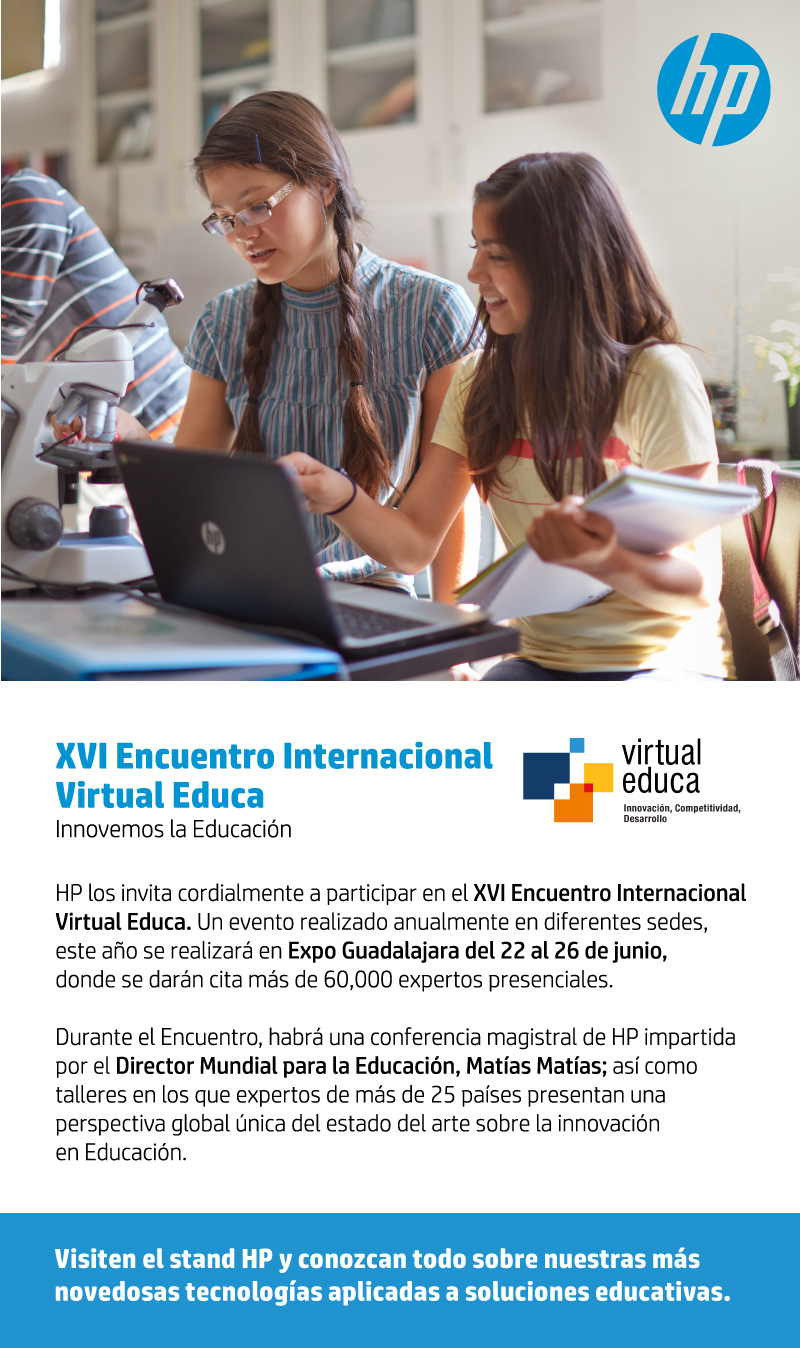 hp
hp
XVI Encuentro Internacional
Virtual Educa
Innovemos la Educación
virtual
educa
Innovación, Competitividad,
Desarrollo
HP los invita cordialmente a participar en el XVI Encuentro Internacional
Virtual Educa. Un evento realizado anualmente en diferentes sedes,
este año se realizará en Expo Guadalajara del 22 al 26 de junio,
donde se darán cita más de 60,000 expertos presenciales.
Durante el Encuentro, habrá una conferencia magistral de HP impartida
por el Director Mundial para la Educación, Matías Matías; así como
talleres en los que expertos de más de 25 países presentan una
perspectiva global única del estado del arte sobre la innovación
en Educación.
Visiten el stand HP y conozcan todo sobre nuestras más
novedosas tecnologías aplicadas a soluciones educativas.